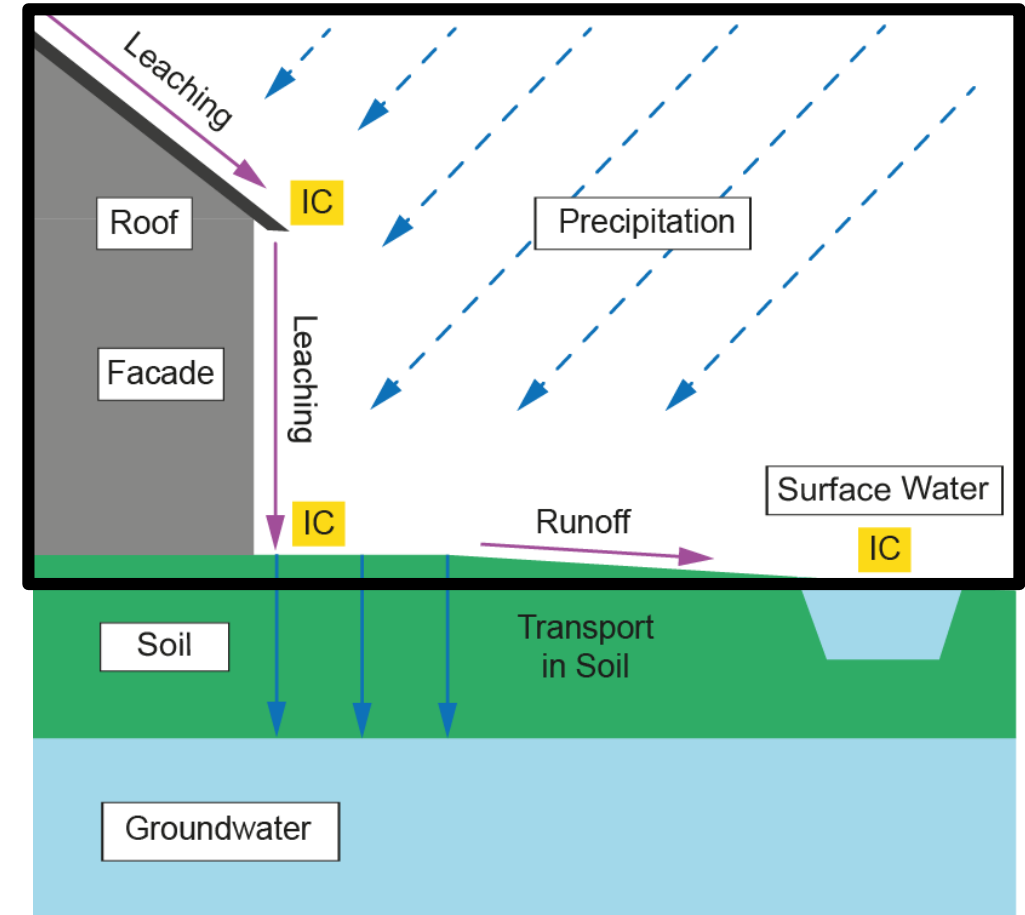 Leaching
IC
Roof
Precipitation
Leaching
Facade
Surface Water
IC
Runoff
IC
Soil
Transport
in Soil
Groundwater